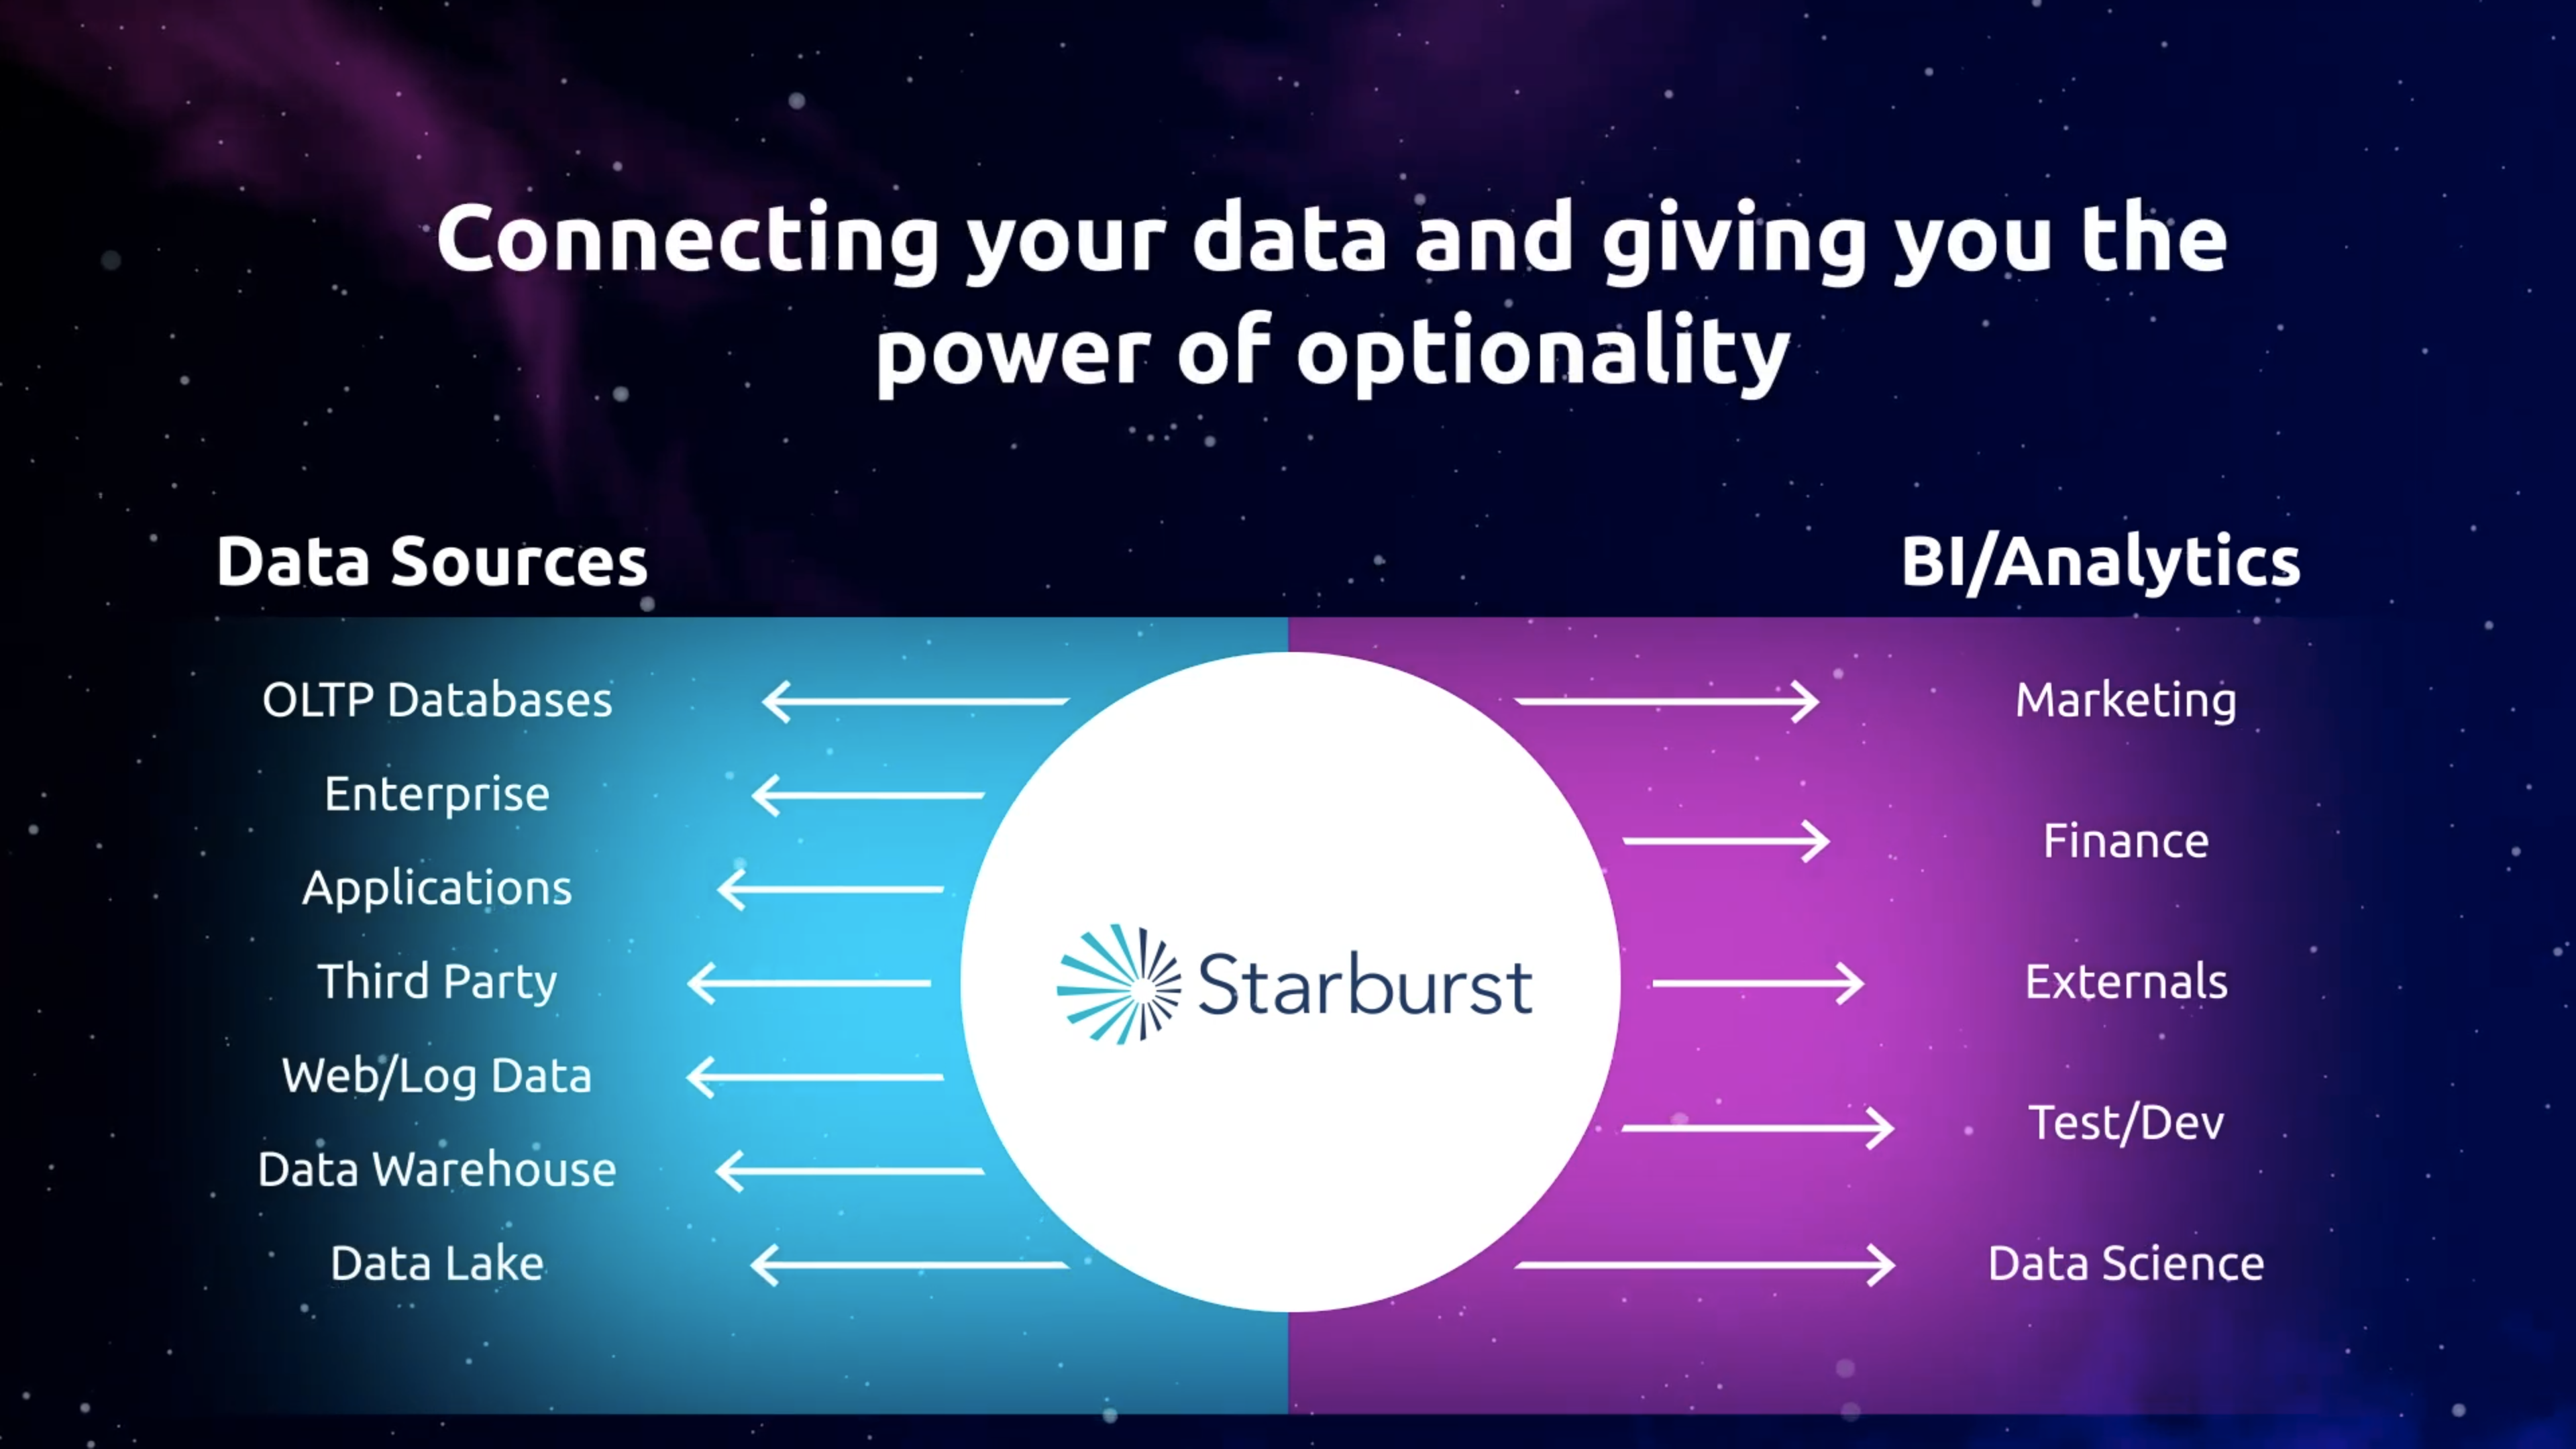 Connecting your data and giving you the
power of optionality
Data Sources
BI/Analytics
OLTP Databases
Enterprise
Applications
Third Party
Web/Log Data
Data Warehouse
Data Lake
Starburst
Marketing
Finance
Externals
Test/Dev
Data Science